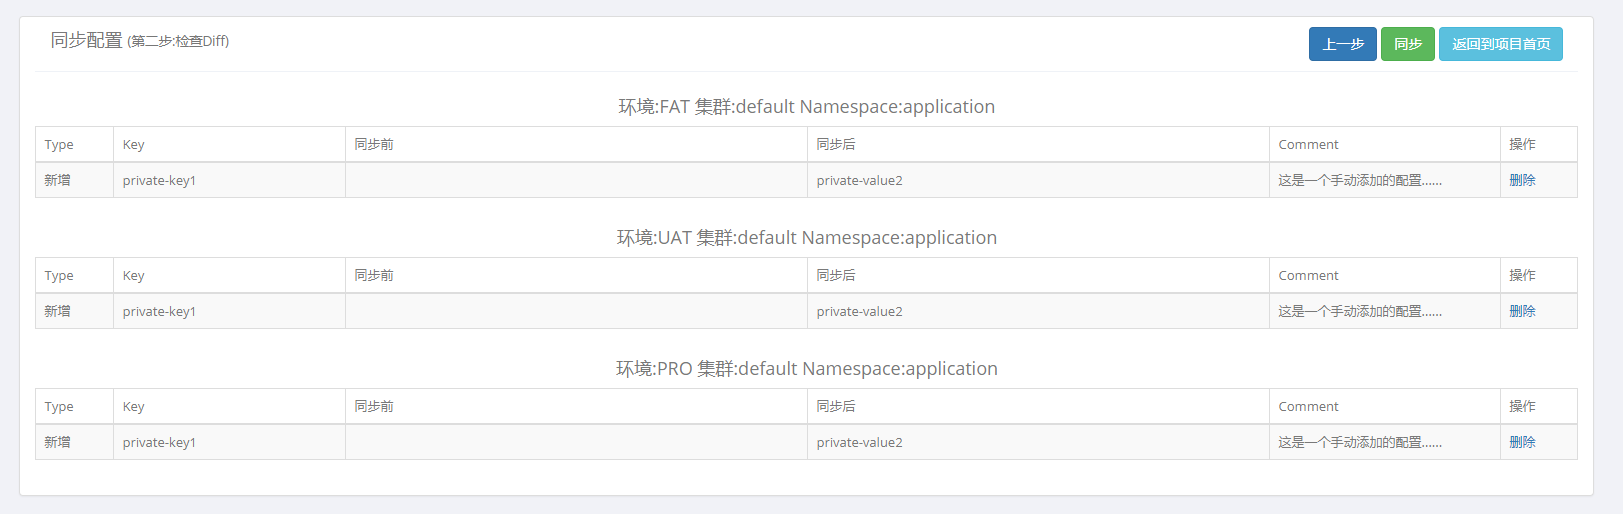 同步配置 (第二步:检查Diff)
上一步 同步 返回到项目首页
环境:FAT 集群:default Namespace:application
Type Key 同步前 同步后 Comment 操作
新增 private-key1 private-value2 这是一个手动添加的配置...... 删除
环境:UAT 集群:default Namespace:application
Type Key 同步前 同步后 Comment 操作
新增 private-key1 private-value2 这是一个手动添加的配置...... 删除
环境:PRO 集群:default Namespace:application
Type Key 同步前 同步后 Comment 操作
新增 private-key1 private-value2 这是一个手动添加的配置...... 删除